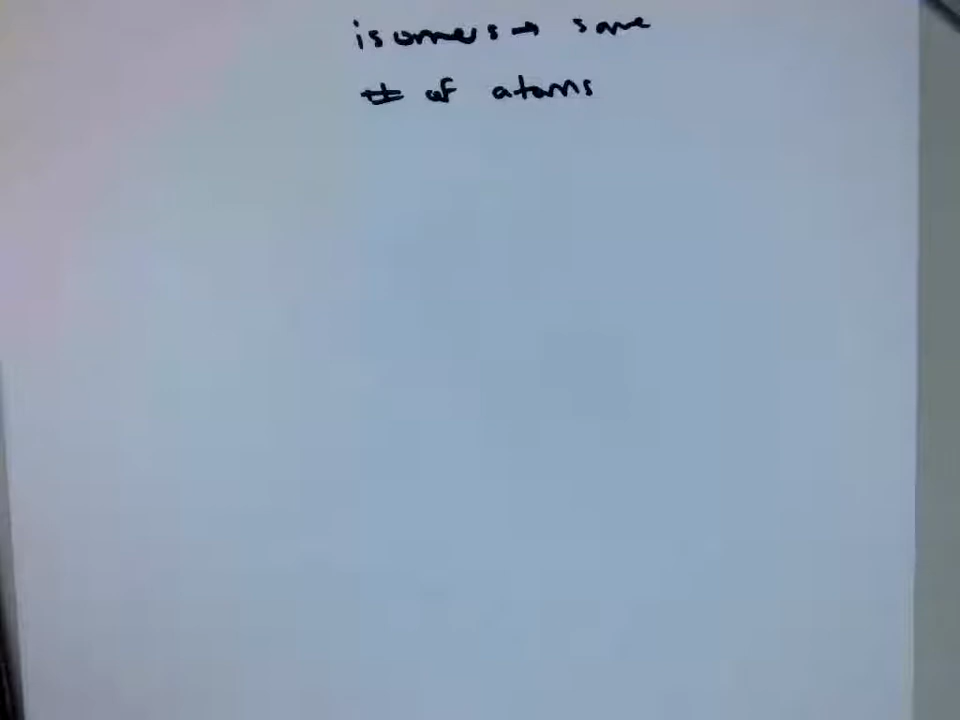 isomers → same
# of atoms